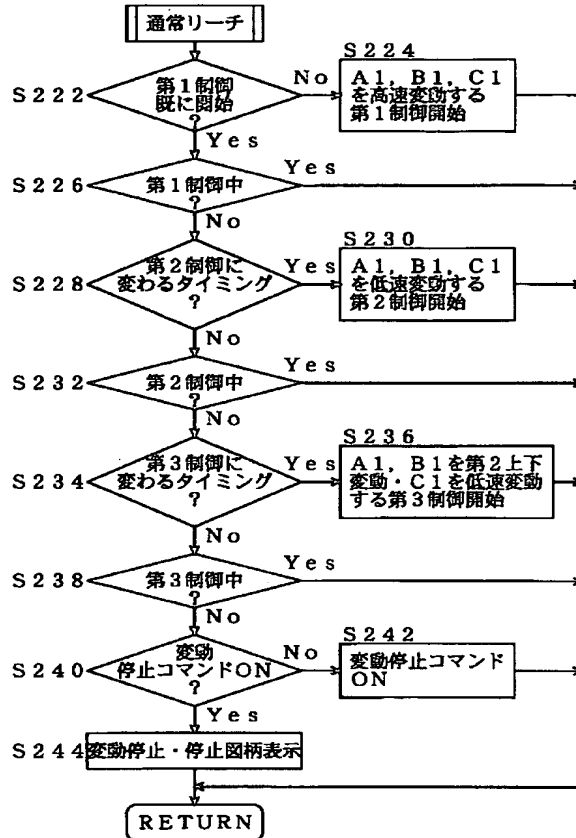 通常リーチ
S222
第1制御
既に開始
?
No
Yes
S224
A1, B1, C1
を高速変動する
第1制御開始
S226
第1制御中
?
Yes
No
S228
第2制御に
変わるタイミング
?
Yes
No
S230
A1, B1, C1
を低速変動する
第2制御開始
S232
第2制御中
?
Yes
No
S234
第3制御に
変わるタイミング
?
Yes
No
S236
A1, B1を第2上下
変動・C1を低速変動
する第3制御開始
S238
第3制御中
?
Yes
No
S240
変動
停止コマンドON
?
No
Yes
S242
変動停止コマンド
ON
S244
変動停止・停止図柄表示
RETURN